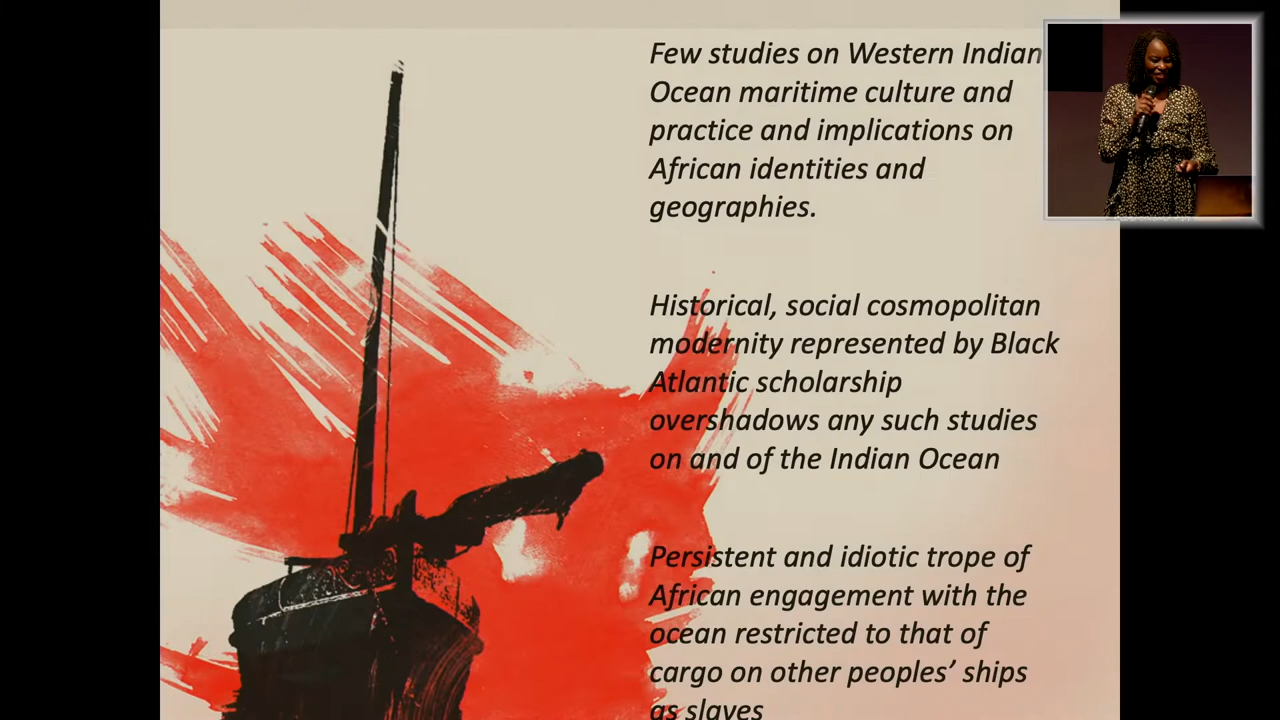 Few studies on Western Indian
Ocean maritime culture and
practice and implications on
African identities and
geographies.
Historical, social cosmopolitan
modernity represented by Black
Atlantic scholarship
overshadows any such studies
on and of the Indian Ocean
Persistent and idiotic trope of
African engagement with the
ocean restricted to that of
cargo on other peoples’ ships
as slaves